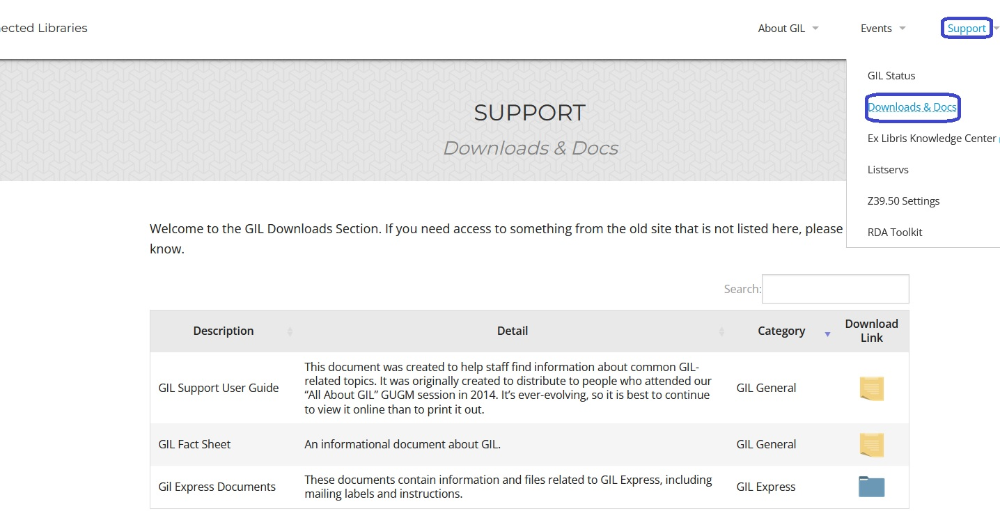 ected Libraries
About GIL
Events
Support
GIL Status
Downloads & Docs
Ex Libris Knowledge Center
Listservs
Z39.50 Settings
RDA Toolkit
SUPPORT
Downloads & Docs
Welcome to the GIL Downloads Section. If you need access to something from the old site that is not listed here, please
know.
Search:
Description
Detail
Category
Download
Link
GIL Support User Guide
This document was created to help staff find information about common GIL-
related topics. It was originally created to distribute to people who attended our
“All About GIL” GUGM session in 2014. It’s ever-evolving, so it is best to continue
to view it online than to print it out.
GIL General
GIL Fact Sheet
An informational document about GIL.
GIL General
Gil Express Documents
These documents contain information and files related to GIL Express, including
mailing labels and instructions.
GIL Express